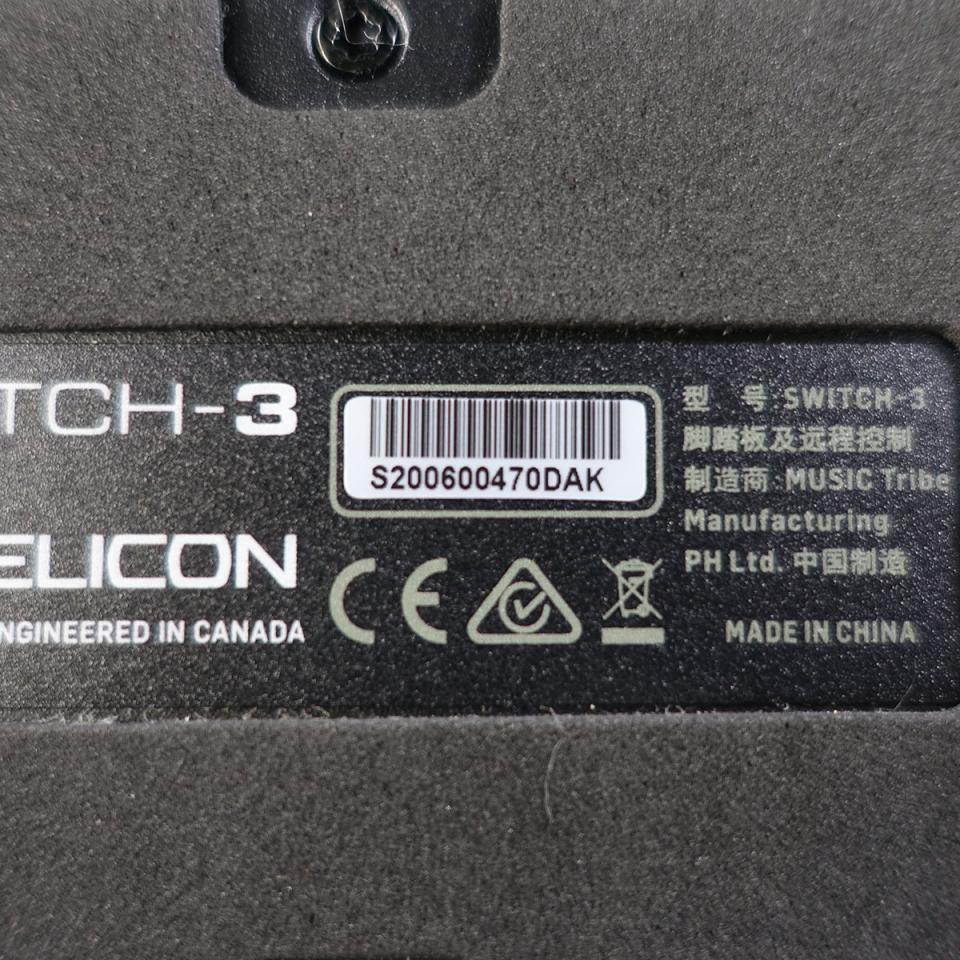 TCH-3
ELICON
NGINEERED IN CANADA
S200600470DAK
CE
型 号 SWITCH-3
脚踏板及远程控制
制造商 MUSIC Tribe
Manufacturing
PH Ltd. 中国制造
MADE IN CHINA